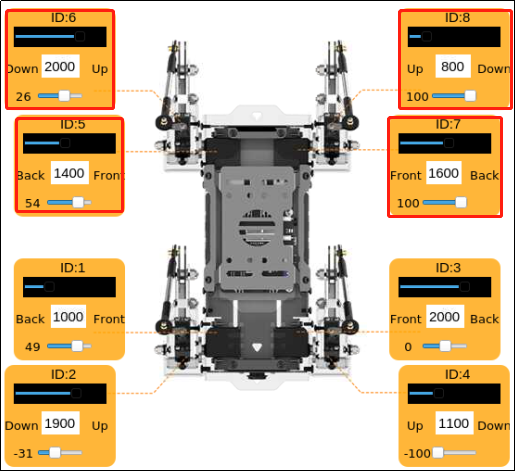 ID:6
Down 2000 Up
26
ID:8
Up 800 Down
100
ID:5
Back 1400 Front
54
ID:7
Front 1600 Back
100
ID:1
Back 1000 Front
49
ID:3
Front 2000 Back
0
ID:2
Down 1900 Up
-31
ID:4
Up 1100 Down
-100